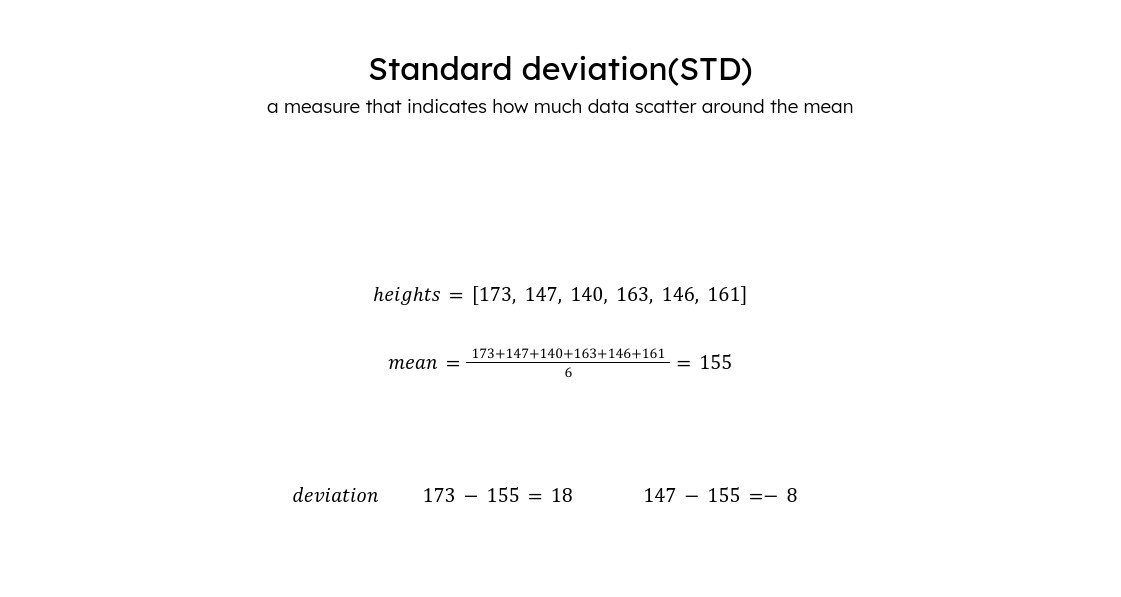 Standard deviation(STD)
a measure that indicates how much data scatter around the mean
heights = [173, 147, 140, 163, 146, 161]
mean = 173+147+140+163+146+161 / 6 = 155
deviation 173 − 155 = 18 147 − 155 =− 8